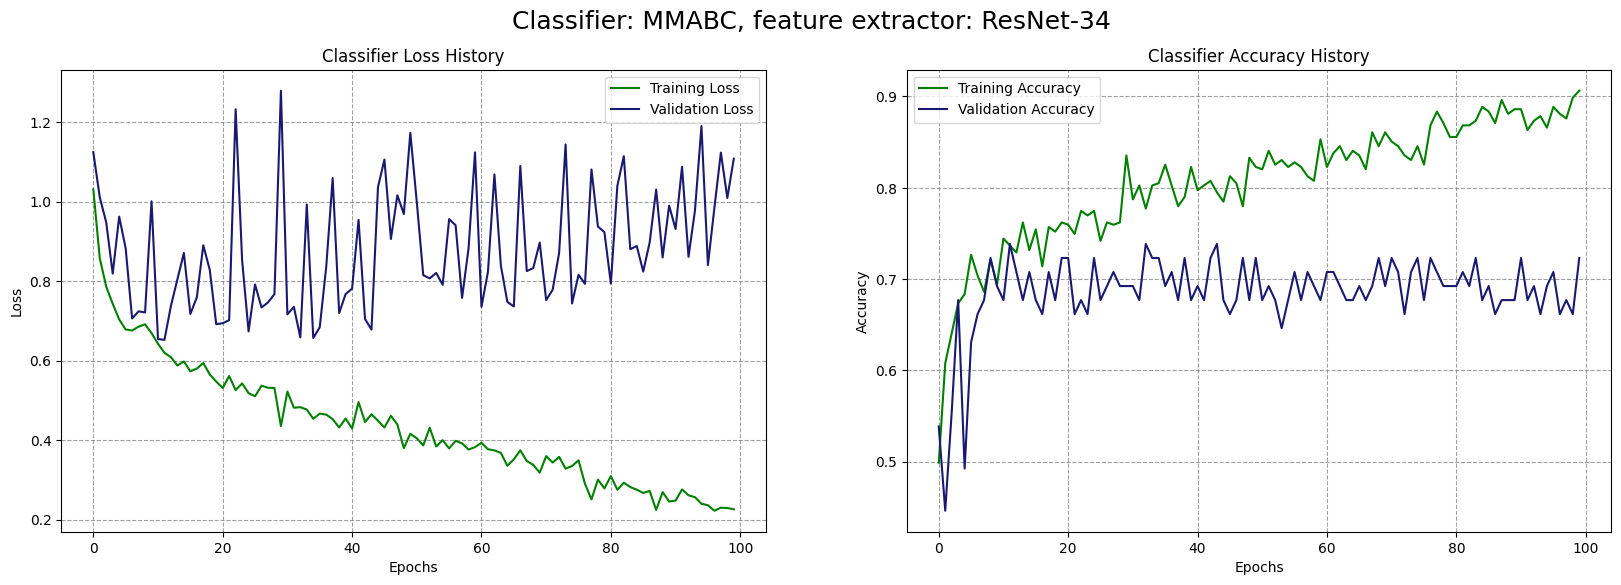 Classifier: MMABC, feature extractor: ResNet-34
Classifier Loss History
Training Loss
Validation Loss
1.2
1.0
0.8
0.6
0.4
0.2
Loss
0 20 40 60 80 100
Epochs
Classifier Accuracy History
Training Accuracy
Validation Accuracy
0.9
0.8
0.7
0.6
0.5
Accuracy
0 20 40 60 80 100
Epochs